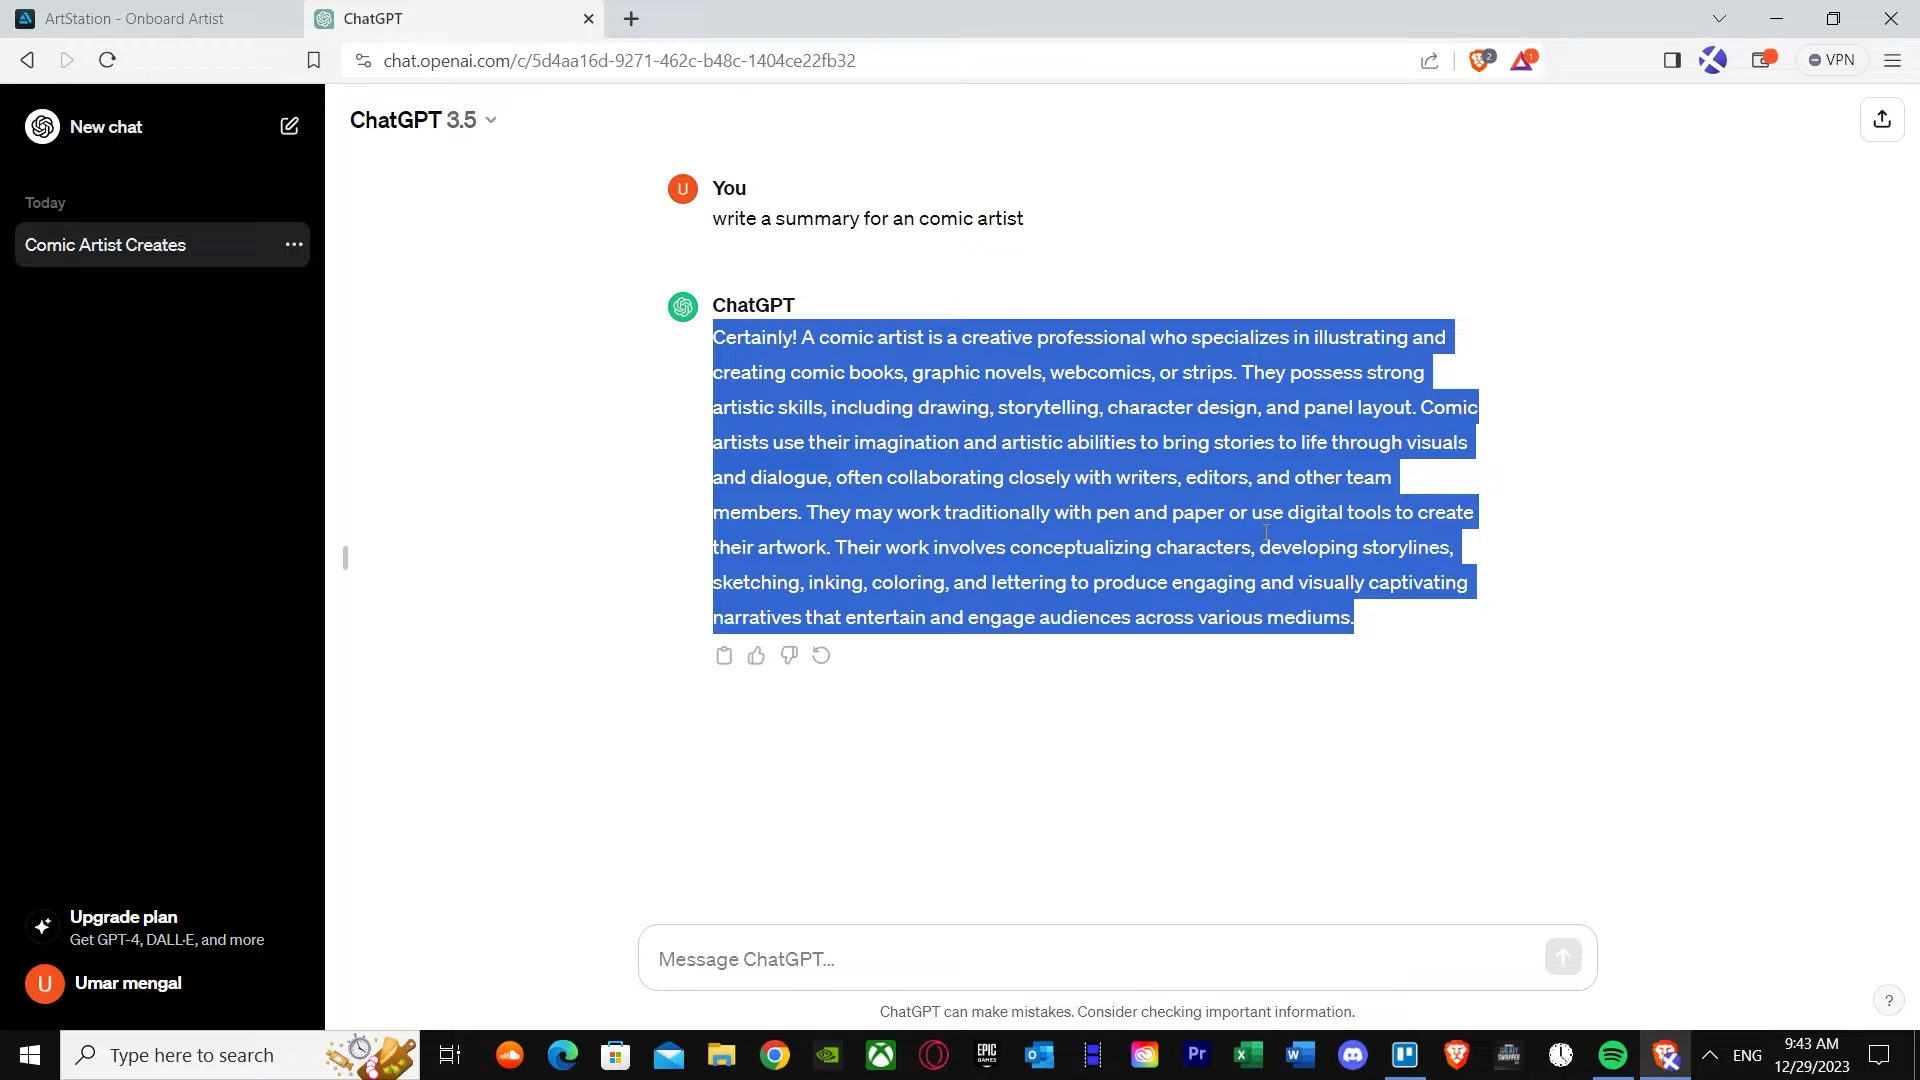 ArtStation - Onboard Artist
ChatGPT
chat.openai.com/c/5d4aa16d-9271-462c-b48c-1404ce22fb32
2
1
VPN
New chat
ChatGPT 3.5
Today
Comic Artist Creates
U
You
write a summary for an comic artist
ChatGPT
Certainly! A comic artist is a creative professional who specializes in illustrating and
creating comic books, graphic novels, webcomics, or strips. They possess strong
artistic skills, including drawing, storytelling, character design, and panel layout. Comic
artists use their imagination and artistic abilities to bring stories to life through visuals
and dialogue, often collaborating closely with writers, editors, and other team
members. They may work traditionally with pen and paper or use digital tools to create
their artwork. Their work involves conceptualizing characters, developing storylines,
sketching, inking, coloring, and lettering to produce engaging and visually captivating
narratives that entertain and engage audiences across various mediums.
Upgrade plan
Get GPT-4, DALL·E, and more
U
Umar mengal
Message ChatGPT...
ChatGPT can make mistakes. Consider checking important information.
?
Type here to search
EPIC
GAMES
Pr
ENG
9:43 AM
12/29/2023